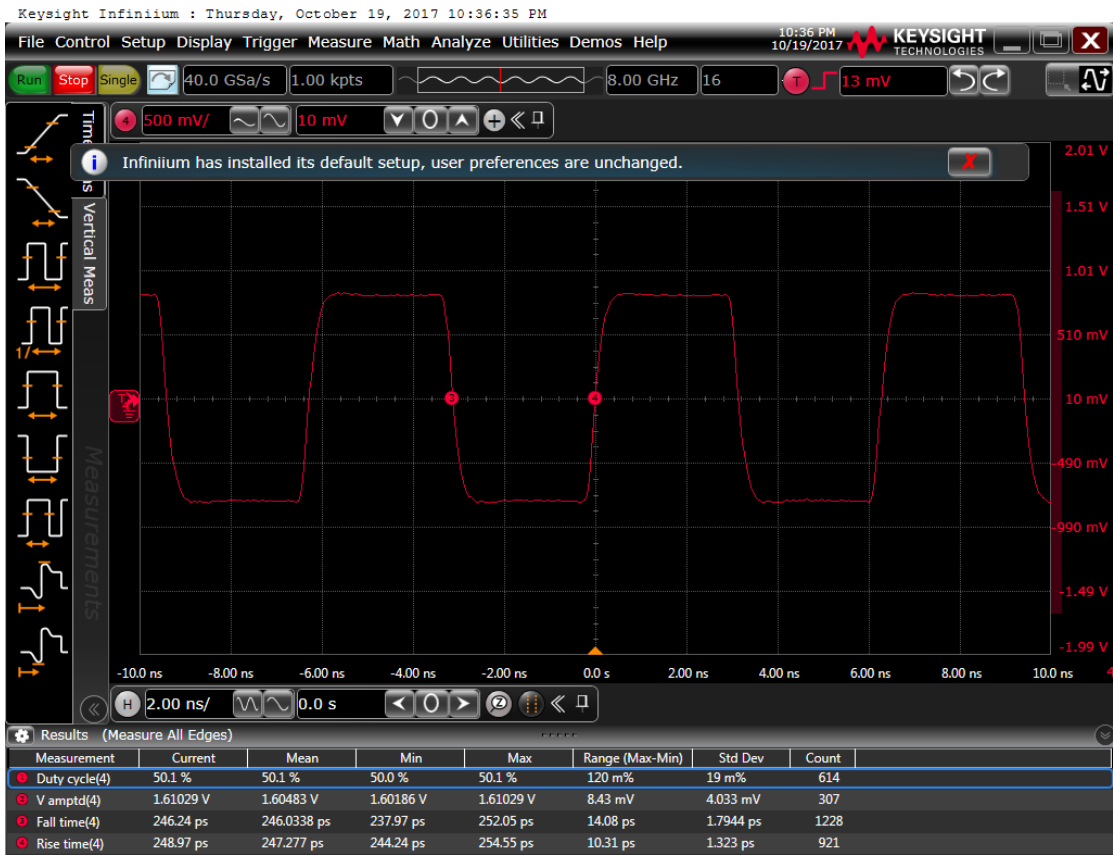 Keysight Infiniium : Thursday, October 19, 2017 10:36:35 PM
File Control Setup Display Trigger Measure Math Analyze Utilities Demos Help 10:36 PM 10/19/2017 KEYSIGHT TECHNOLOGIES
Run Stop Single 40.0 GSa/s 1.00 kpts 8.00 GHz 16 T 13 mV
4 500 mV/ 10 mV
Infiniium has installed its default setup, user preferences are unchanged.
Vertical Meas
Measurements
1/
2.01 V
1.51 V
1.01 V
510 mV
10 mV
-490 mV
-990 mV
-1.49 V
-1.99 V
T
3 4
-10.0 ns -8.00 ns -6.00 ns -4.00 ns -2.00 ns 0.0 s 2.00 ns 4.00 ns 6.00 ns 8.00 ns 10.0 ns 4
H 2.00 ns/ 0.0 s
Results (Measure All Edges)
Measurement Current Mean Min Max Range (Max-Min) Std Dev Count
1 Duty cycle(4) 50.1 % 50.1 % 50.0 % 50.1 % 120 m% 19 m% 614
2 V amptd(4) 1.61029 V 1.60483 V 1.60186 V 1.61029 V 8.43 mV 4.033 mV 307
3 Fall time(4) 246.24 ps 246.0338 ps 237.97 ps 252.05 ps 14.08 ps 1.7944 ps 1228
4 Rise time(4) 248.97 ps 247.277 ps 244.24 ps 254.55 ps 10.31 ps 1.323 ps 921